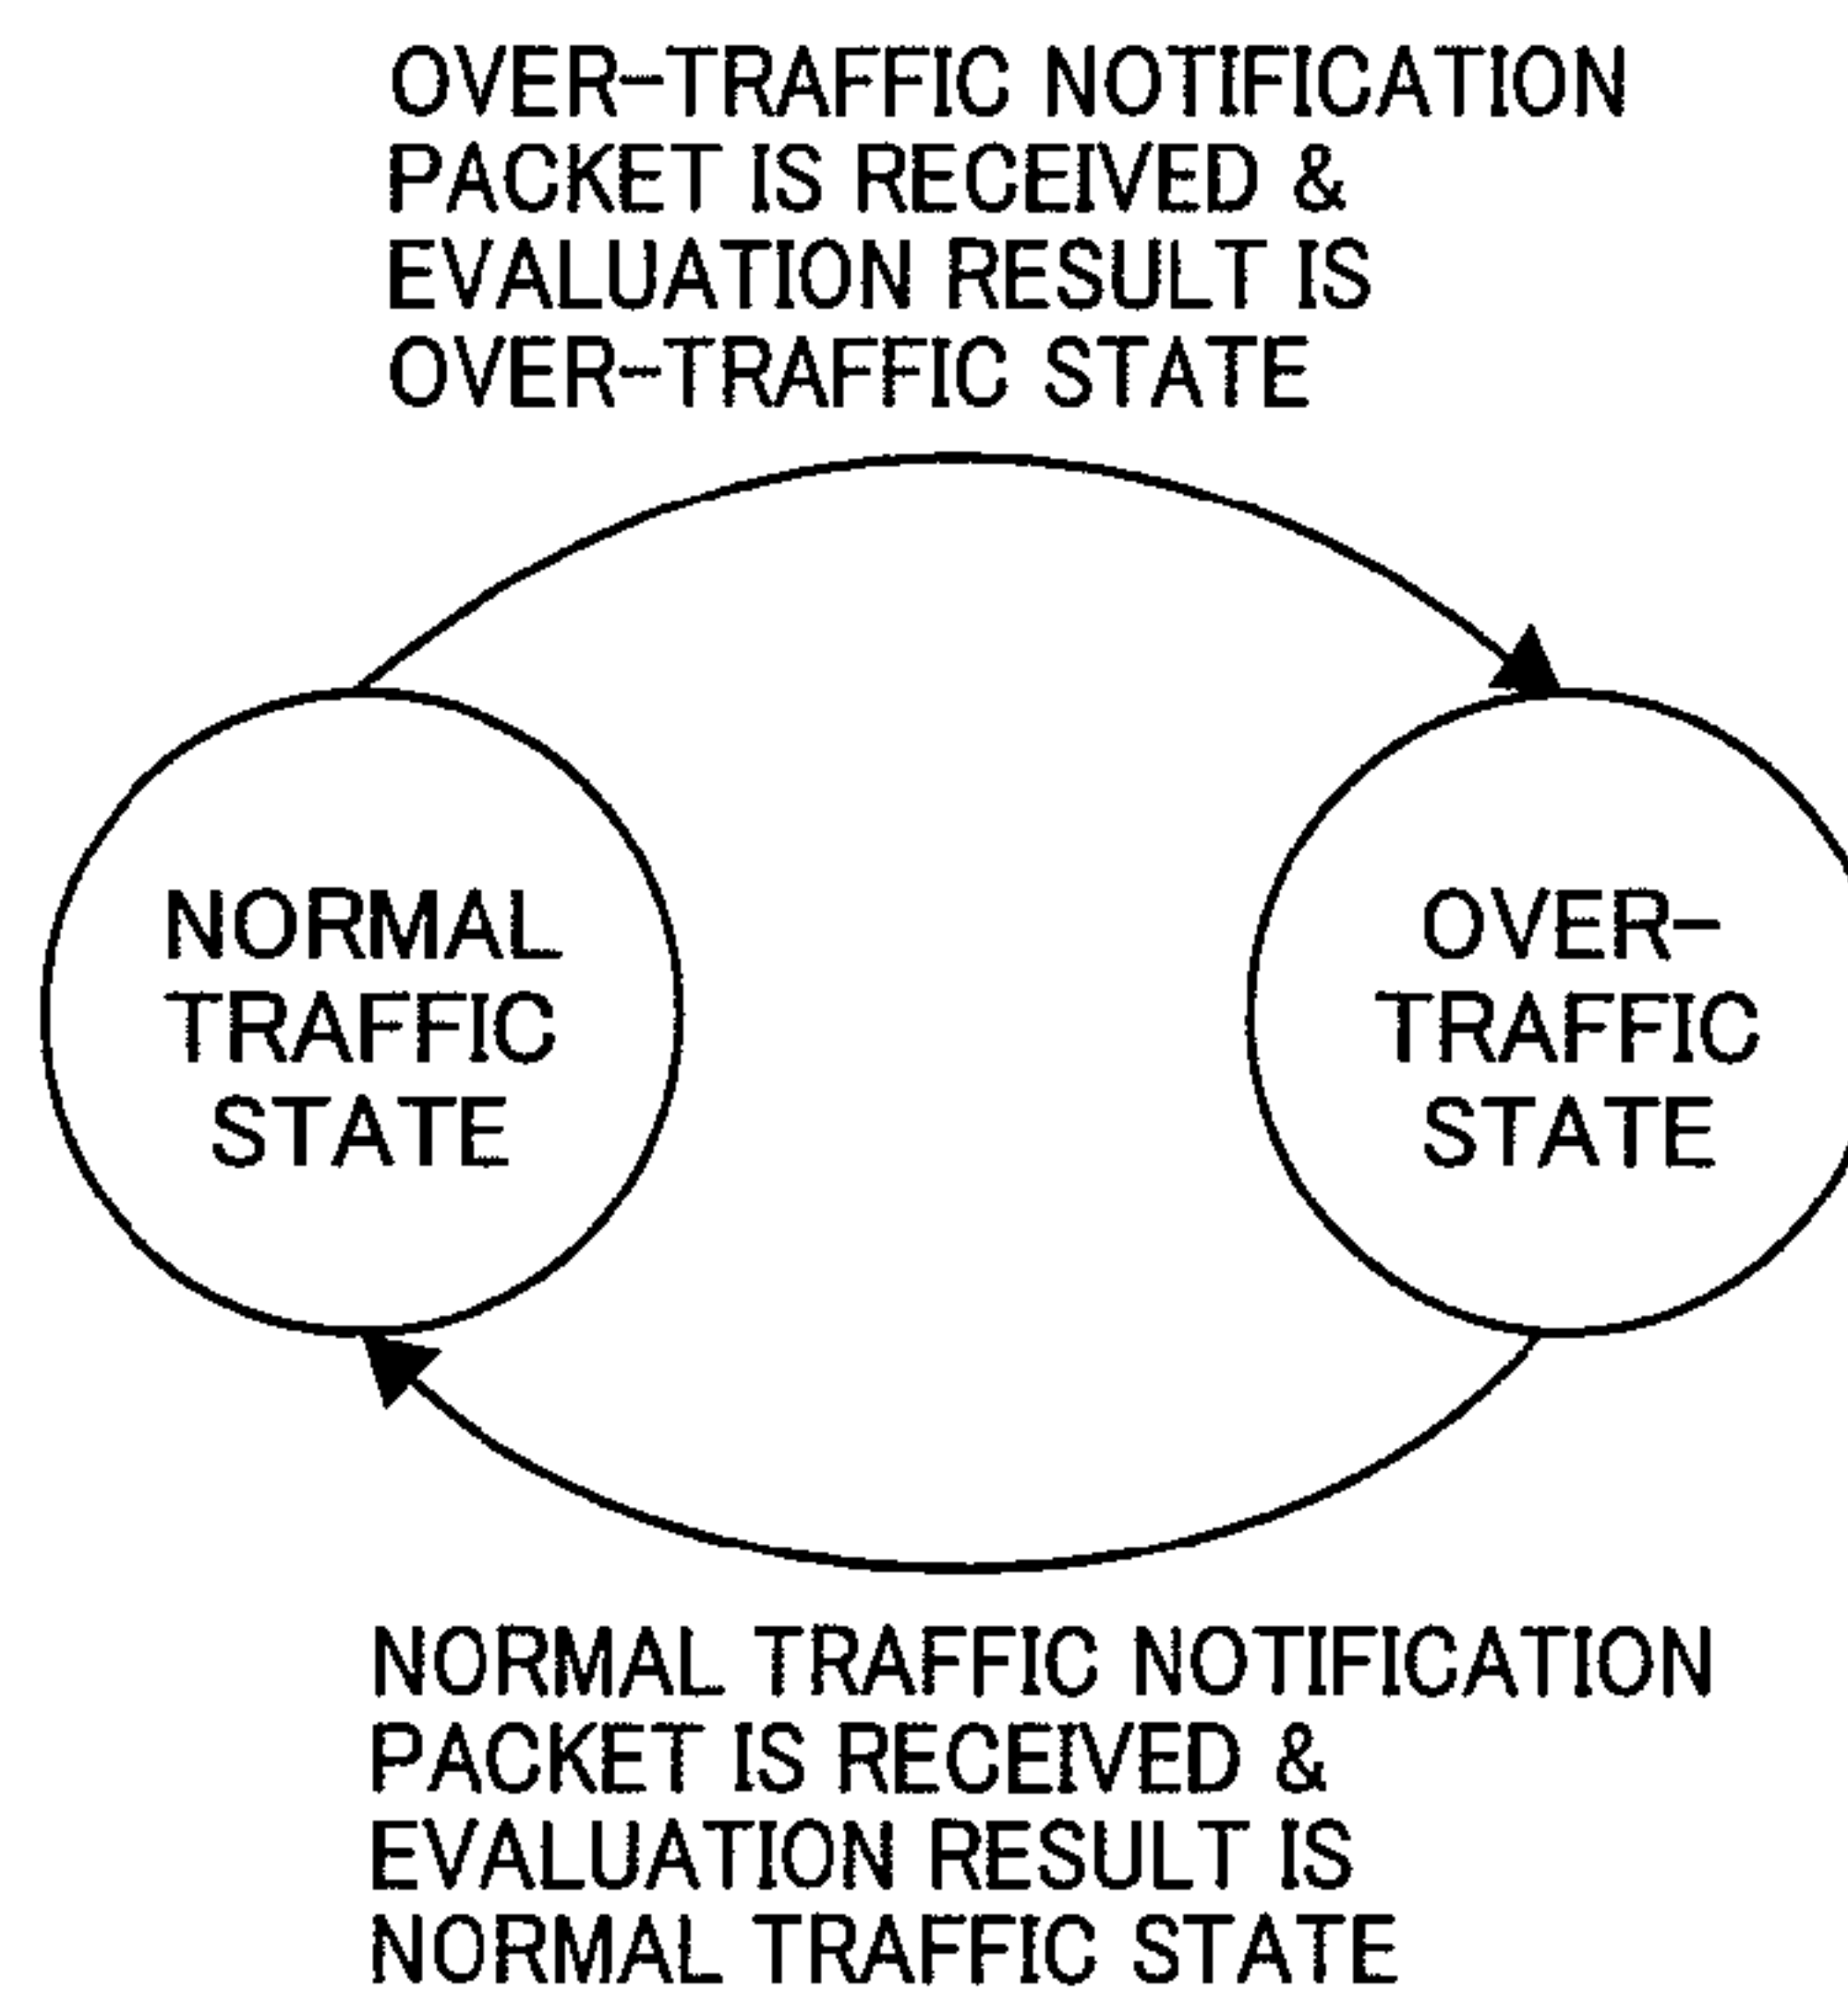 OVER-TRAFFIC NOTIFICATION
PACKET IS RECEIVED &
EVALUATION RESULT IS
OVER-TRAFFIC STATE
NORMAL
TRAFFIC
STATE
OVER-
TRAFFIC
STATE
NORMAL TRAFFIC NOTIFICATION
PACKET IS RECEIVED &
EVALUATION RESULT IS
NORMAL TRAFFIC STATE